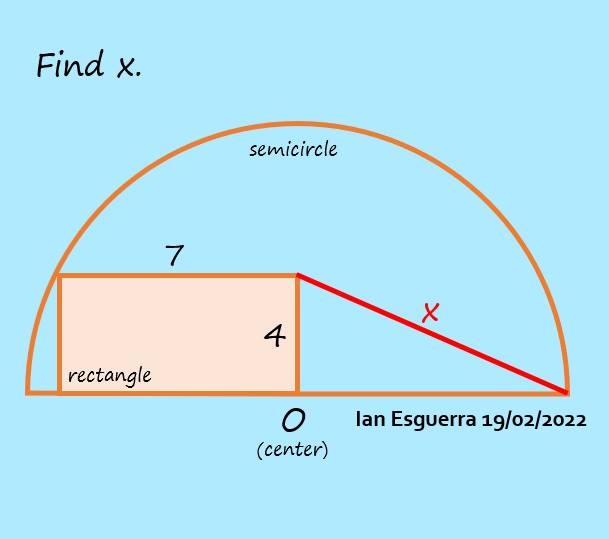 Find x.
semicircle
7
x
4
rectangle
O
(center)
Ian Esguerra 19/02/2022